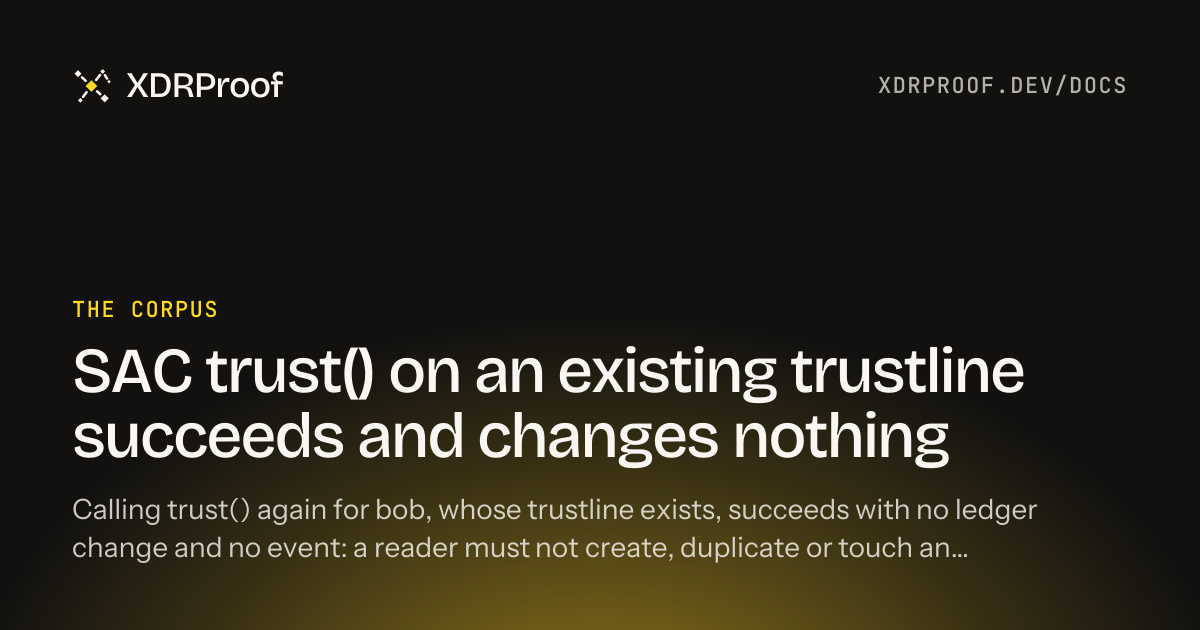 XDRProof
XDRPROOF.DEV/DOCS
THE CORPUS
SAC trust() on an existing trustline
succeeds and changes nothing
Calling trust() again for bob, whose trustline exists, succeeds with no ledger
change and no event: a reader must not create, duplicate or touch an...